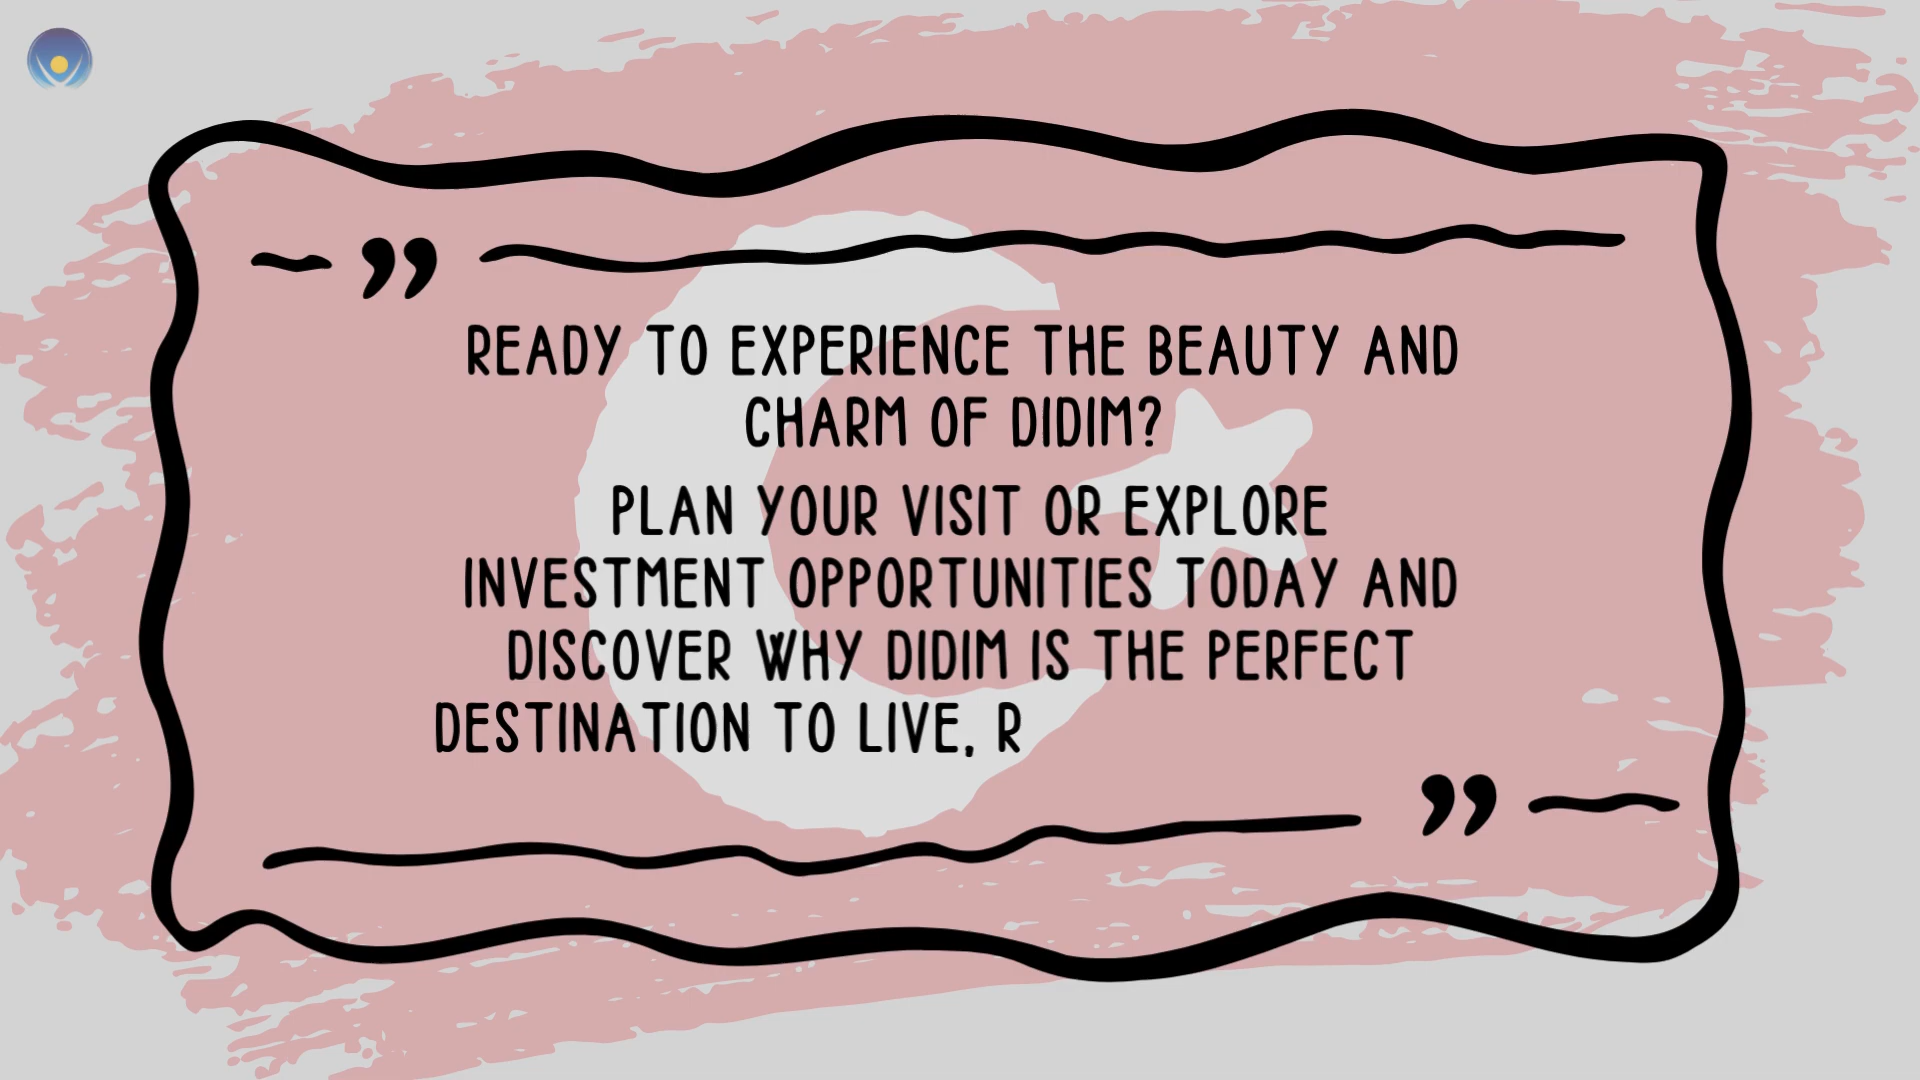 READY TO EXPERIENCE THE BEAUTY AND
CHARM OF DIDIM?
PLAN YOUR VISIT OR EXPLORE
INVESTMENT OPPORTUNITIES TODAY AND
DISCOVER WHY DIDIM IS THE PERFECT
DESTINATION TO LIVE, R